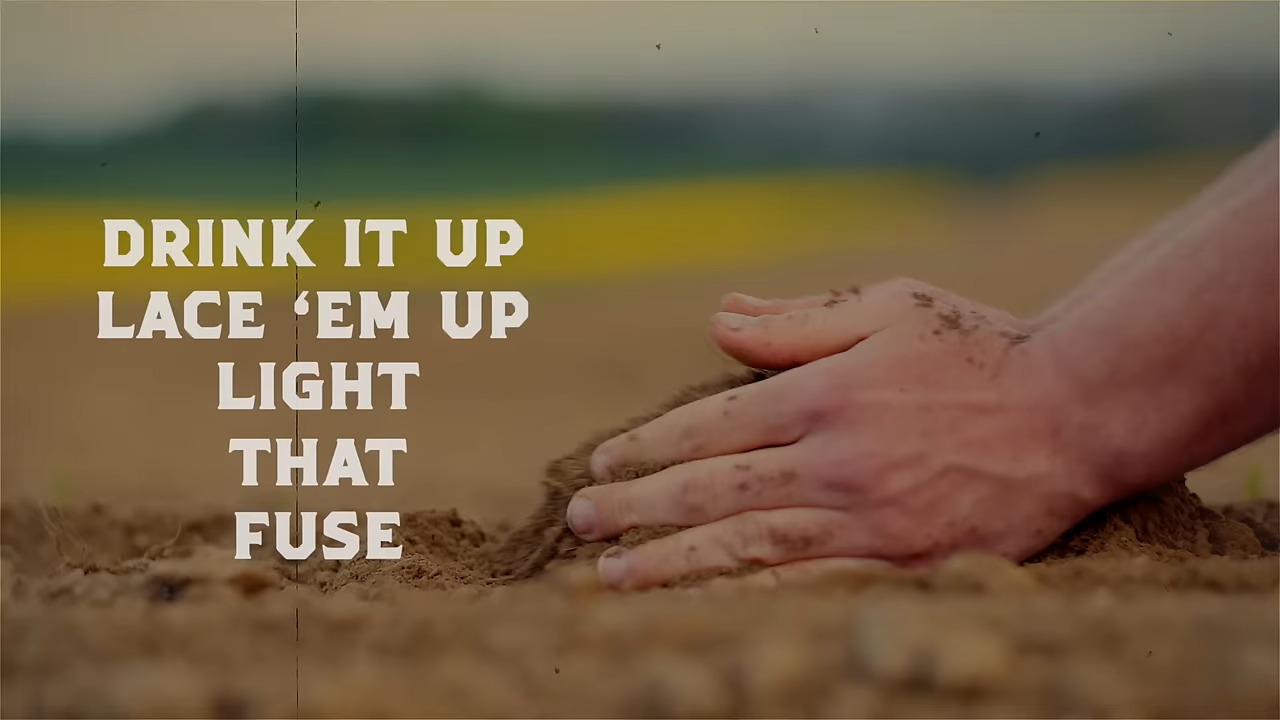 DRINK IT UP
LACE ‘EM UP
LIGHT
THAT
FUSE